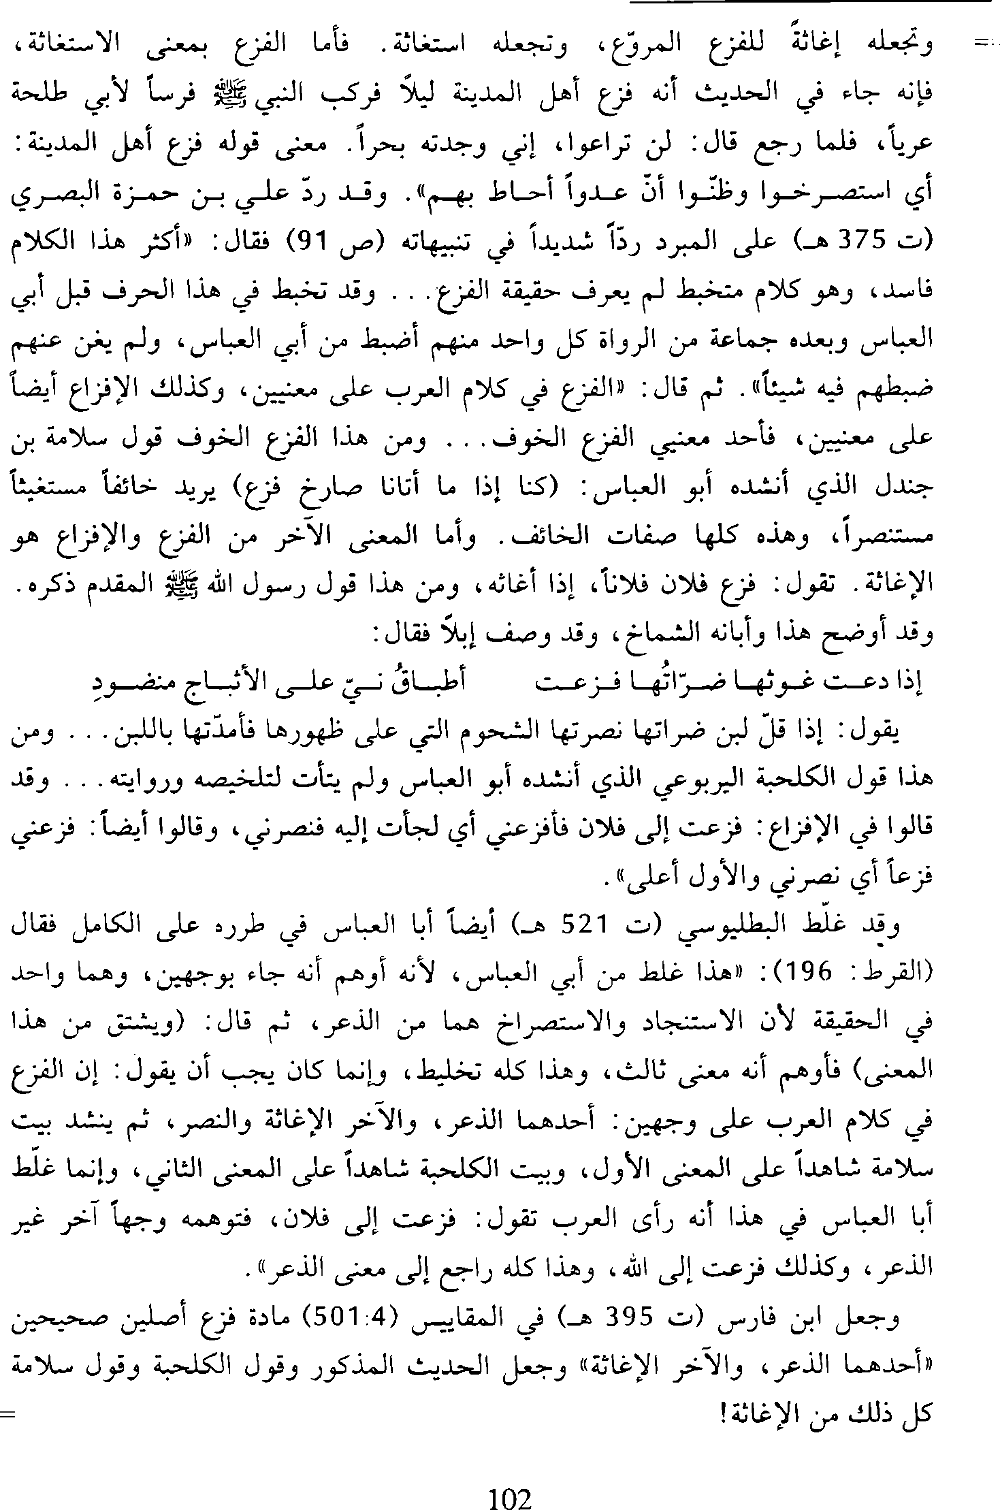 = وتجعله إغاثةً للفزع المروّع، وتجعله استغاثة. فأما الفزع بمعنى الاستغاثة،
فإنه جاء في الحديث أنه فزع أهل المدينة ليلًا فركب النبي ﷺ فرساً لأبي طلحة
عرياً، فلما رجع قال: لن تراعوا، إني وجدته بحراً. معنى قوله فزع أهل المدينة:
أي استصرخوا وظنّوا أنّ عدواً أحاط بهم». وقد ردّ علي بن حمزة البصري
(ت 375 هـ) على المبرد ردّاً شديداً في تنبيهاته (ص 91) فقال: «أكثر هذا الكلام
فاسد، وهو كلام متخبط لم يعرف حقيقة الفزع... وقد تخبط في هذا الحرف قبل أبي
العباس وبعده جماعة من الرواة كل واحد منهم أضبط من أبي العباس، ولم يغن عنهم
ضبطهم فيه شيئاً». ثم قال: «الفزع في كلام العرب على معنيين، وكذلك الإفزاع أيضاً
على معنيين، فأحد معنيي الفزع الخوف... ومن هذا الفزع الخوف قول سلامة بن
جندل الذي أنشده أبو العباس: (كنا إذا ما أتانا صارخ فزع) يريد خائفاً مستغيثاً
مستنصراً، وهذه كلها صفات الخائف. وأما المعنى الآخر من الفزع والإفزاع هو
الإغاثة. تقول: فزع فلان فلاناً، إذا أغاثه، ومن هذا قول رسول الله ﷺ المقدم ذكره.
وقد أوضح هذا وأبانه الشماخ، وقد وصف إبلًا فقال:
إذا دعت غوثها ضرّاتُها فزعت أطباقُ نيّ على الأثباج منضودِ
يقول: إذا قلّ لبن ضراتها نصرتها الشحوم التي على ظهورها فأمدّتها باللبن... ومن
هذا قول الكلحبة اليربوعي الذي أنشده أبو العباس ولم يتأت لتلخيصه وروايته... وقد
قالوا في الإفزاع: فزعت إلى فلان فأفزعني أي لجأت إليه فنصرني، وقالوا أيضاً: فزعني
فزعاً أي نصرني والأول أعلى».
وقد غلّط البطليوسي (ت 521 هـ) أيضاً أبا العباس في طرره على الكامل فقال
(القرط: 196): «هذا غلط من أبي العباس، لأنه أوهم أنه جاء بوجهين، وهما واحد
في الحقيقة لأن الاستنجاد والاستصراخ هما من الذعر، ثم قال: (ويشتق من هذا
المعنى) فأوهم أنه معنى ثالث، وهذا كله تخليط، وإنما كان يجب أن يقول: إن الفزع
في كلام العرب على وجهين: أحدهما الذعر، والآخر الإغاثة والنصر، ثم ينشد بيت
سلامة شاهداً على المعنى الأول، وبيت الكلحبة شاهداً على المعنى الثاني، وإنما غلّط
أبا العباس في هذا أنه رأى العرب تقول: فزعت إلى فلان، فتوهمه وجهاً آخر غير
الذعر، وكذلك فزعت إلى الله، وهذا كله راجع إلى معنى الذعر».
وجعل ابن فارس (ت 395 هـ) في المقاييس (4:501) مادة فزع أصلين صحيحين
«أحدهما الذعر، والآخر الإغاثة» وجعل الحديث المذكور وقول الكلحبة وقول سلامة
كل ذلك من الإغاثة! =
102